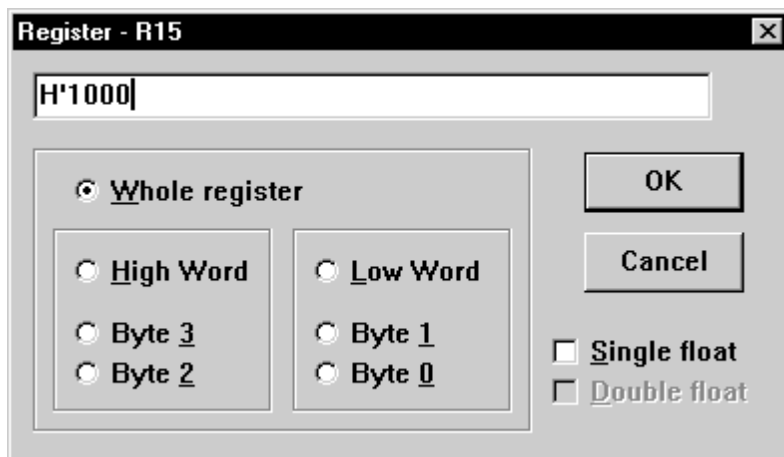 Register - R15
H'1000
Whole register
High Word
Byte 3
Byte 2
Low Word
Byte 1
Byte 0
OK
Cancel
Single float
Double float